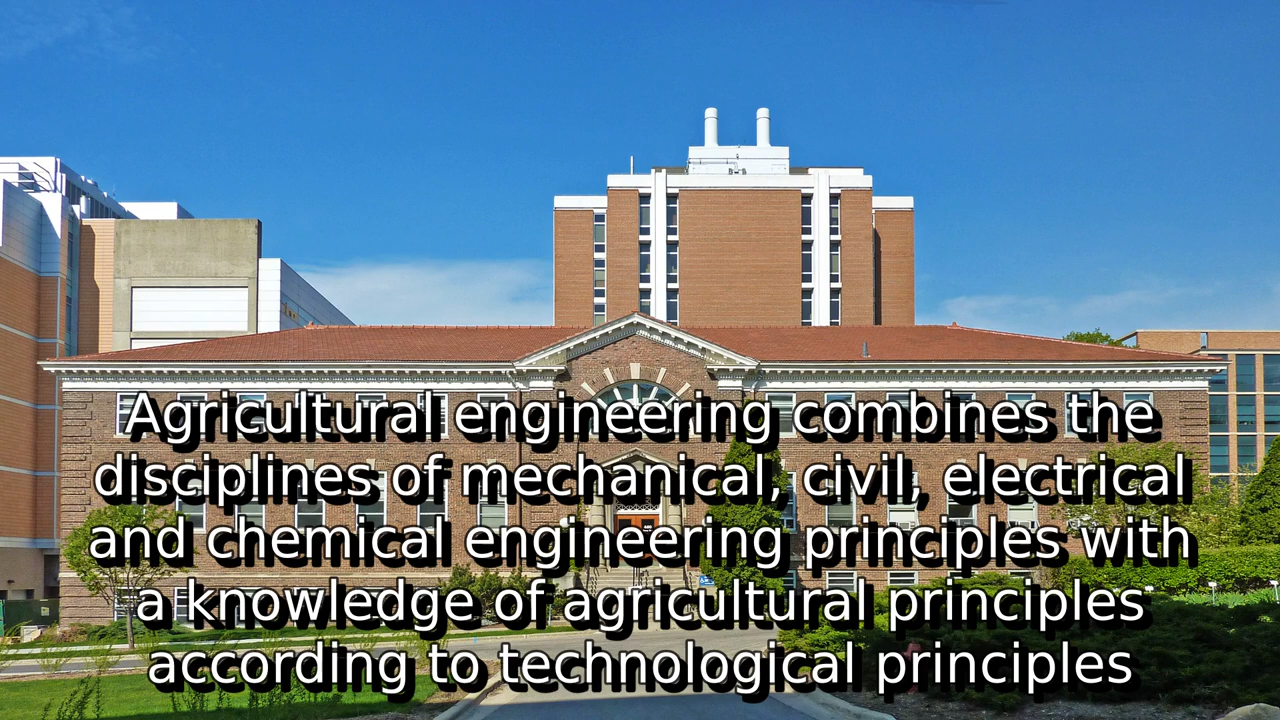 Agricultural engineering combines the
disciplines of mechanical, civil, electrical
and chemical engineering principles with
a knowledge of agricultural principles
according to technological principles